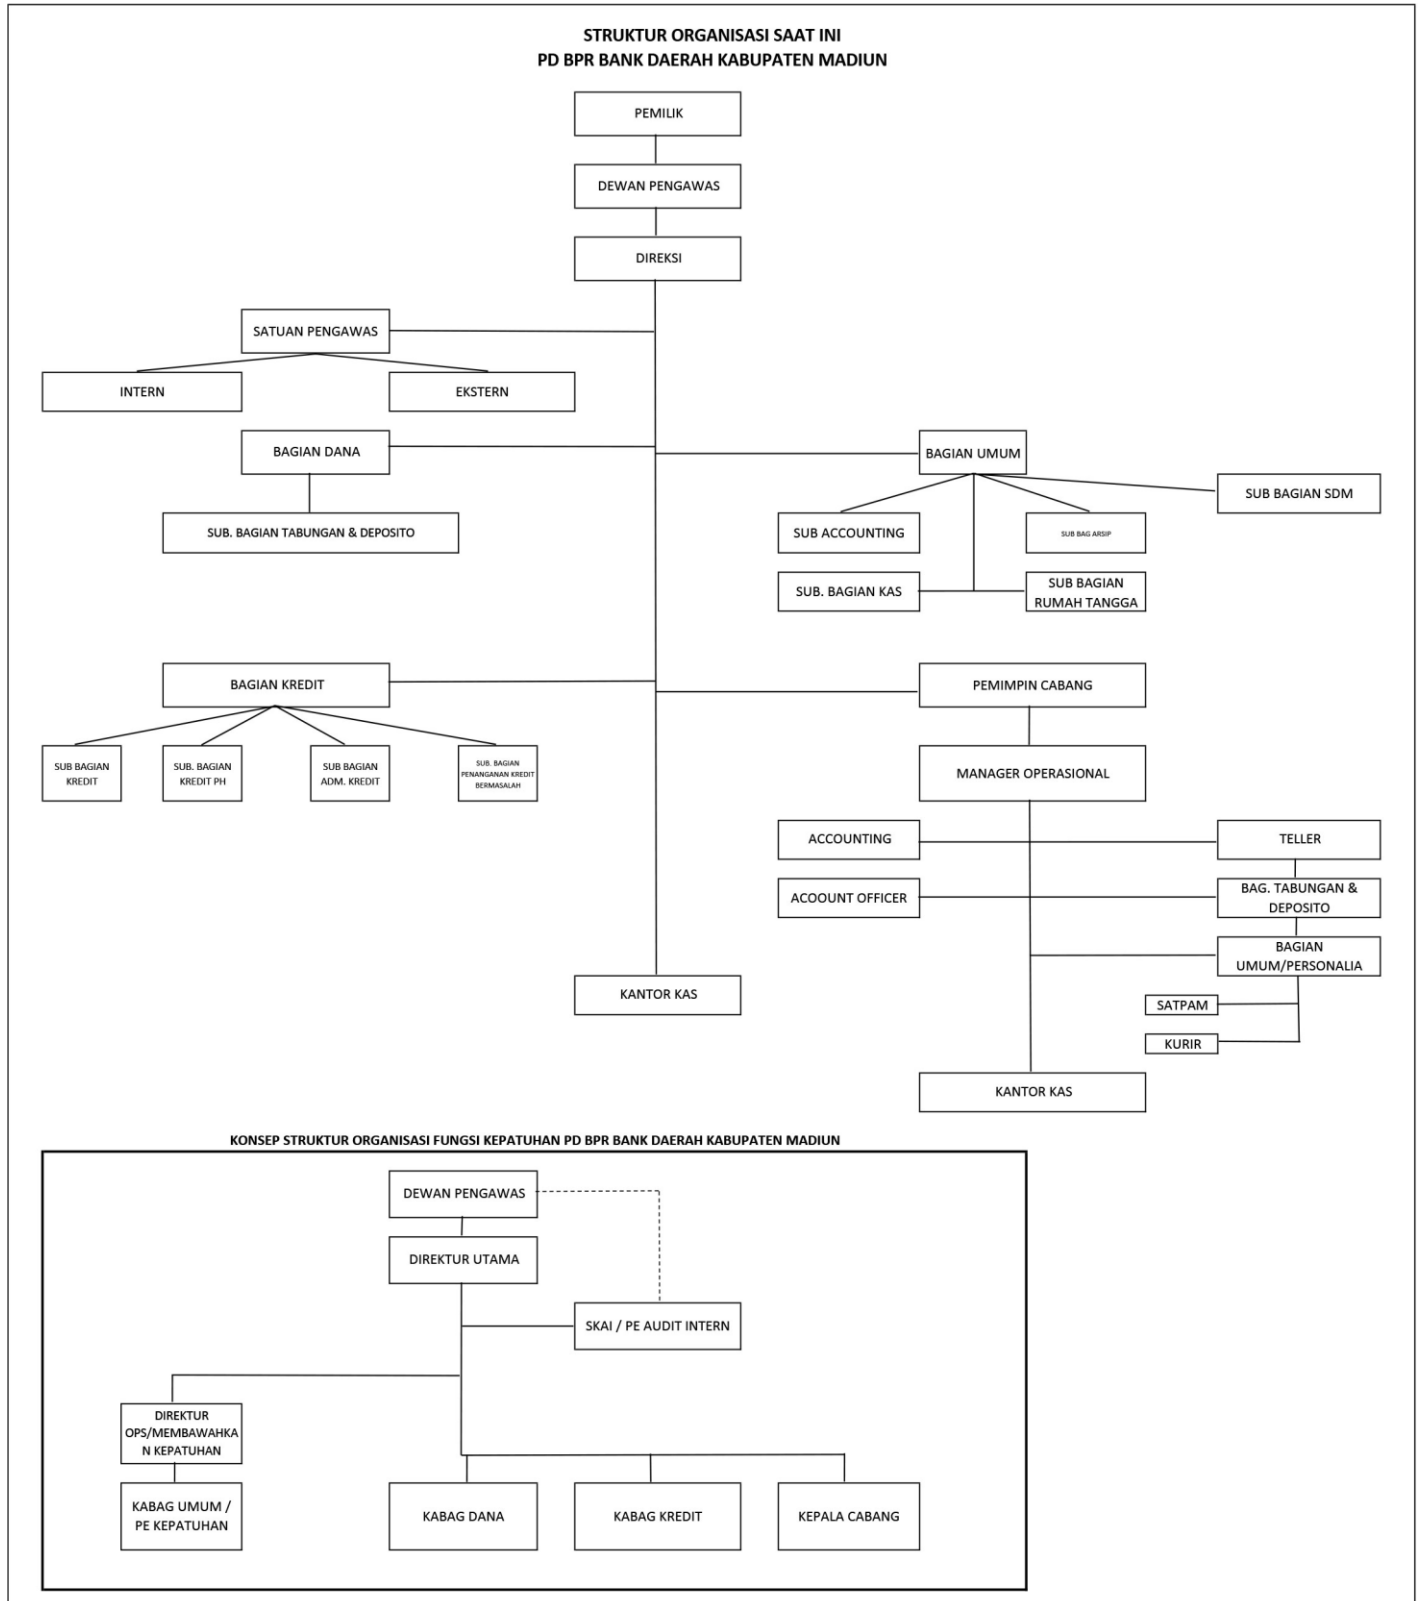 STRUKTUR ORGANISASI SAAT INI
PD BPR BANK DAERAH KABUPATEN MADIUN
PEMILIK
DEWAN PENGAWAS
DIREKSI
SATUAN PENGAWAS
INTERN
EKSTERN
BAGIAN DANA
SUB. BAGIAN TABUNGAN & DEPOSITO
BAGIAN UMUM
SUB BAGIAN SDM
SUB ACCOUNTING
SUB BAG ARSIP
SUB. BAGIAN KAS
SUB BAGIAN
RUMAH TANGGA
BAGIAN KREDIT
SUB BAGIAN
KREDIT
SUB. BAGIAN
KREDIT PH
SUB BAGIAN
ADM. KREDIT
SUB. BAGIAN
PENANGANAN KREDIT
BERMASALAH
PEMIMPIN CABANG
MANAGER OPERASIONAL
ACCOUNTING
TELLER
ACOOUNT OFFICER
BAG. TABUNGAN &
DEPOSITO
BAGIAN
UMUM/PERSONALIA
SATPAM
KURIR
KANTOR KAS
KANTOR KAS
KONSEP STRUKTUR ORGANISASI FUNGSI KEPATUHAN PD BPR BANK DAERAH KABUPATEN MADIUN
DEWAN PENGAWAS
DIREKTUR UTAMA
SKAI / PE AUDIT INTERN
DIREKTUR
OPS/MEMBAWAHKA
N KEPATUHAN
KABAG UMUM /
PE KEPATUHAN
KABAG DANA
KABAG KREDIT
KEPALA CABANG